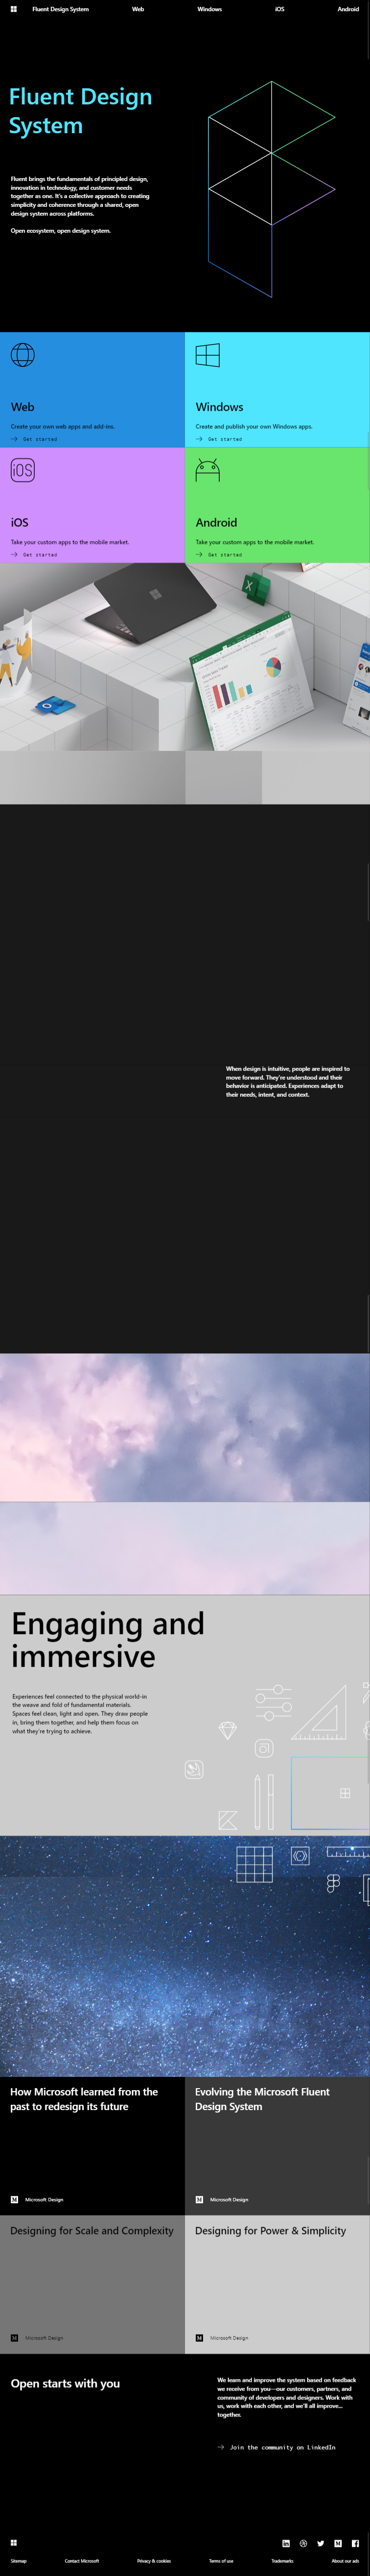 Fluent Design System
Web
Windows
iOS
Android
Fluent Design
System
Fluent brings the fundamentals of principled design,
innovation in technology, and customer needs
together as one. It's a collective approach to creating
simplicity and coherence through a shared, open
design system across platforms.
Open ecosystem, open design system.
Web
Create your own web apps and add-ins.
Get started
Windows
Create and publish your own Windows apps.
Get started
iOS
iOS
Take your custom apps to the mobile market.
Get started
Android
Take your custom apps to the mobile market.
Get started
When design is intuitive, people are inspired to
move forward. They're understood and their
behavior is anticipated. Experiences adapt to
their needs, intent, and context.
Engaging and
immersive
Experiences feel connected to the physical world-in
the weave and fold of fundamental materials.
Spaces feel clean, light and open. They draw people
in, bring them together, and help them focus on
what they're trying to achieve.
How Microsoft learned from the
past to redesign its future
Microsoft Design
Evolving the Microsoft Fluent
Design System
Microsoft Design
Designing for Scale and Complexity
Microsoft Design
Designing for Power & Simplicity
Microsoft Design
Open starts with you
We learn and improve the system based on feedback
we receive from you—our customers, partners, and
community of developers and designers. Work with
us, work with each other, and we'll all improve...
together.
Join the community on LinkedIn
Sitemap
Contact Microsoft
Privacy & cookies
Terms of use
Trademarks
About our ads